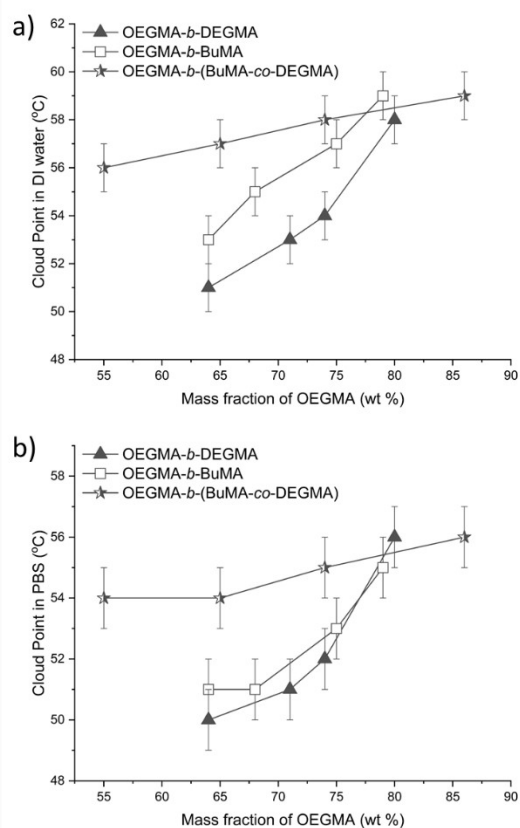 a)
OEGMA-b-DEGMA
OEGMA-b-BuMA
OEGMA-b-(BuMA-co-DEGMA)
Cloud Point in DI water (ºC)
62
60
58
56
54
52
50
48
55 60 65 70 75 80 85 90
Mass fraction of OEGMA (wt %)
b)
OEGMA-b-DEGMA
OEGMA-b-BuMA
OEGMA-b-(BuMA-co-DEGMA)
Cloud Point in PBS (ºC)
58
56
54
52
50
48
55 60 65 70 75 80 85 90
Mass fraction of OEGMA (wt %)